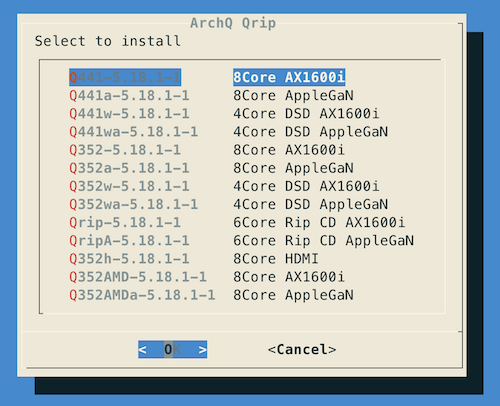 ArchQ Qrip
Select to install
Q441-5.18.1-1 8Core AX1600i
Q441a-5.18.1-1 8Core AppleGaN
Q441w-5.18.1-1 4Core DSD AX1600i
Q441wa-5.18.1-1 4Core DSD AppleGaN
Q352-5.18.1-1 8Core AX1600i
Q352a-5.18.1-1 8Core AppleGaN
Q352w-5.18.1-1 4Core DSD AX1600i
Q352wa-5.18.1-1 4Core DSD AppleGaN
Qrip-5.18.1-1 6Core Rip CD AX1600i
QripA-5.18.1-1 6Core Rip CD AppleGaN
Q352h-5.18.1-1 8Core HDMI
Q352AMD-5.18.1-1 8Core AX1600i
Q352AMDa-5.18.1-1 8Core AppleGaN
< OK > <Cancel>